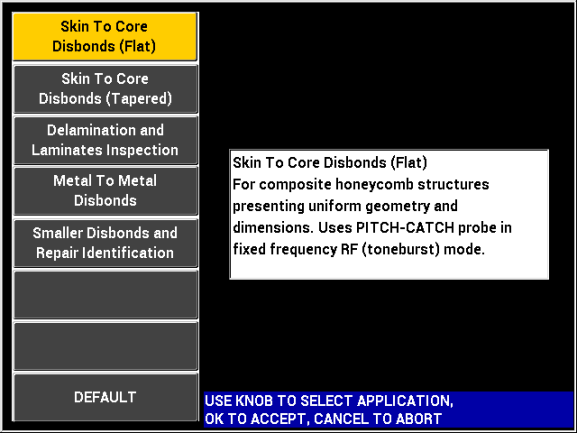 Skin To Core
Disbonds (Flat)
Skin To Core
Disbonds (Tapered)
Delamination and
Laminates Inspection
Metal To Metal
Disbonds
Smaller Disbonds and
Repair Identification
DEFAULT
Skin To Core Disbonds (Flat)
For composite honeycomb structures
presenting uniform geometry and
dimensions. Uses PITCH-CATCH probe in
fixed frequency RF (toneburst) mode.
USE KNOB TO SELECT APPLICATION,
OK TO ACCEPT, CANCEL TO ABORT